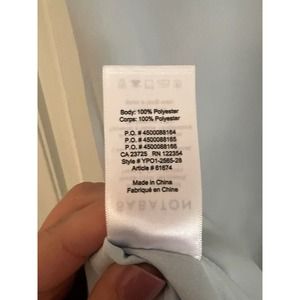 Body: 100% Polyester
Corps: 100% Polyester
P.O. # 4500088164
P.O. # 4500088165
P.O. # 4500088166
CA 23725 RN 122354
Style # YPO1-2565-28
Article # 61674
Made in China
Fabriqué en Chine
BABATON